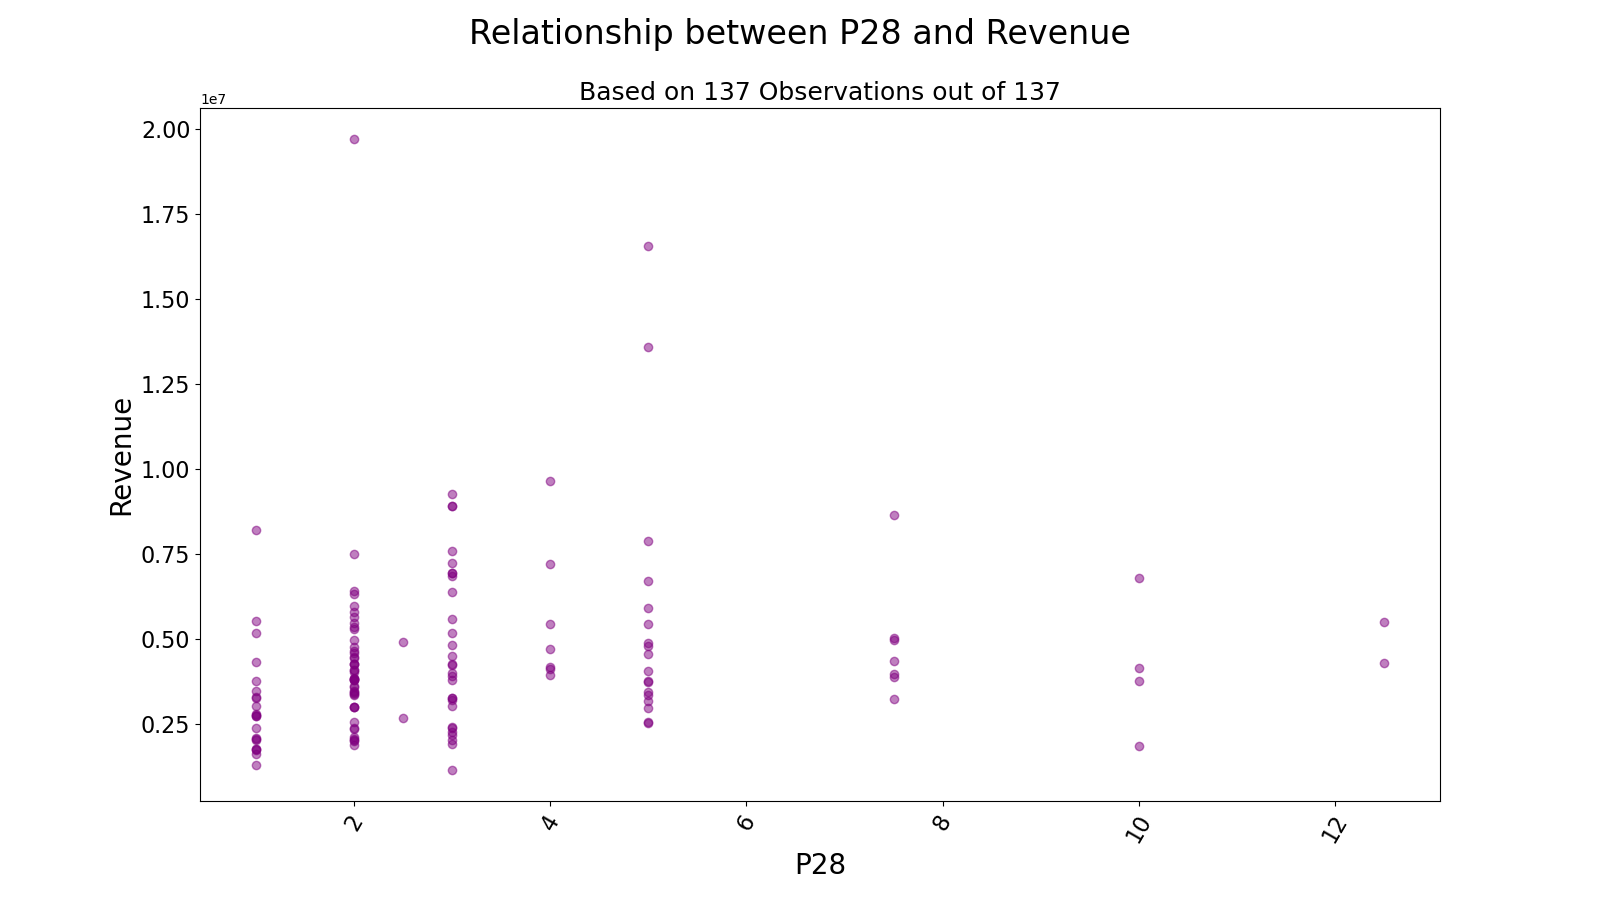 Relationship between P28 and Revenue
Based on 137 Observations out of 137
1e7
2.00
1.75
1.50
1.25
1.00
0.75
0.50
0.25
Revenue
2
4
6
8
10
12
P28